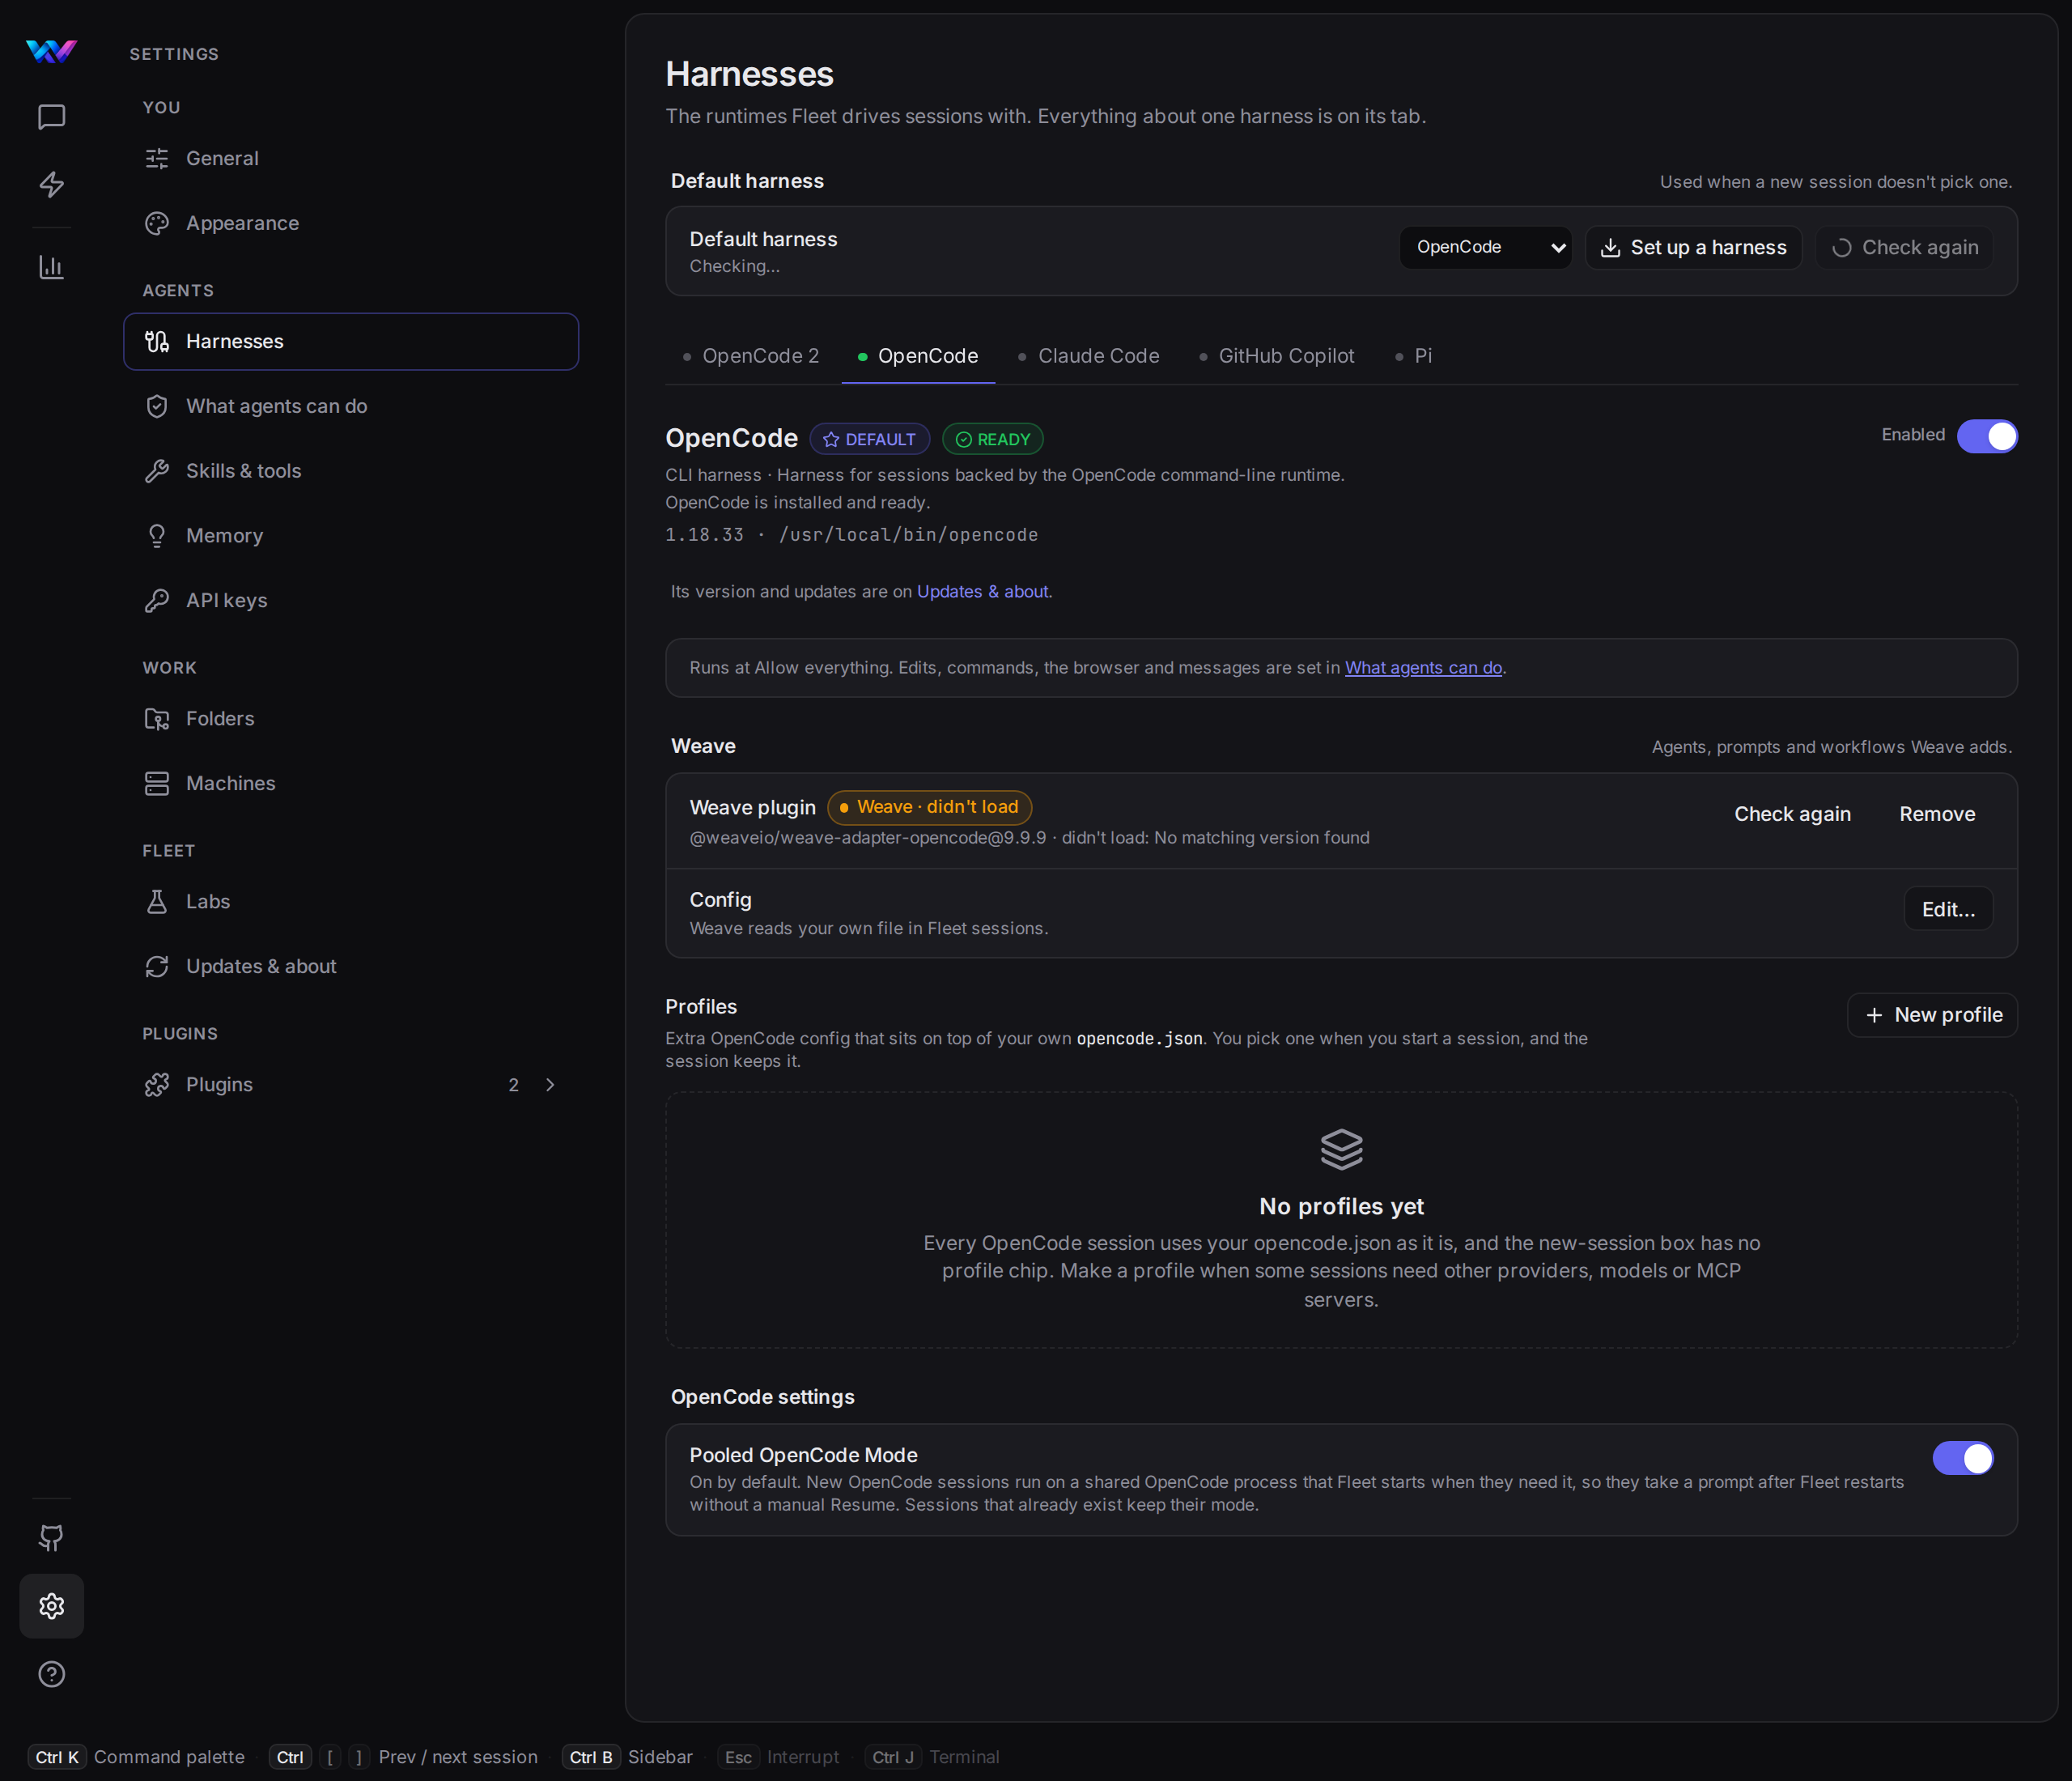 SETTINGS
YOU
General
Appearance
AGENTS
Harnesses
What agents can do
Skills & tools
Memory
API keys
WORK
Folders
Machines
FLEET
Labs
Updates & about
PLUGINS
Plugins 2
Harnesses
The runtimes Fleet drives sessions with. Everything about one harness is on its tab.
Default harness Used when a new session doesn't pick one.
Default harness
Checking...
OpenCode Set up a harness Check again
OpenCode 2 OpenCode Claude Code GitHub Copilot Pi
OpenCode DEFAULT READY Enabled
CLI harness · Harness for sessions backed by the OpenCode command-line runtime.
OpenCode is installed and ready.
1.18.33 · /usr/local/bin/opencode
Its version and updates are on Updates & about.
Runs at Allow everything. Edits, commands, the browser and messages are set in What agents can do.
Weave Agents, prompts and workflows Weave adds.
Weave plugin Weave · didn't load
@weaveio/weave-adapter-opencode@9.9.9 · didn't load: No matching version found
Check again Remove
Config
Weave reads your own file in Fleet sessions.
Edit...
Profiles
Extra OpenCode config that sits on top of your own opencode.json. You pick one when you start a session, and the
session keeps it.
New profile
No profiles yet
Every OpenCode session uses your opencode.json as it is, and the new-session box has no
profile chip. Make a profile when some sessions need other providers, models or MCP
servers.
OpenCode settings
Pooled OpenCode Mode
On by default. New OpenCode sessions run on a shared OpenCode process that Fleet starts when they need it, so they take a prompt after Fleet restarts
without a manual Resume. Sessions that already exist keep their mode.
Ctrl K Command palette · Ctrl [ ] Prev / next session · Ctrl B Sidebar · Esc Interrupt · Ctrl J Terminal